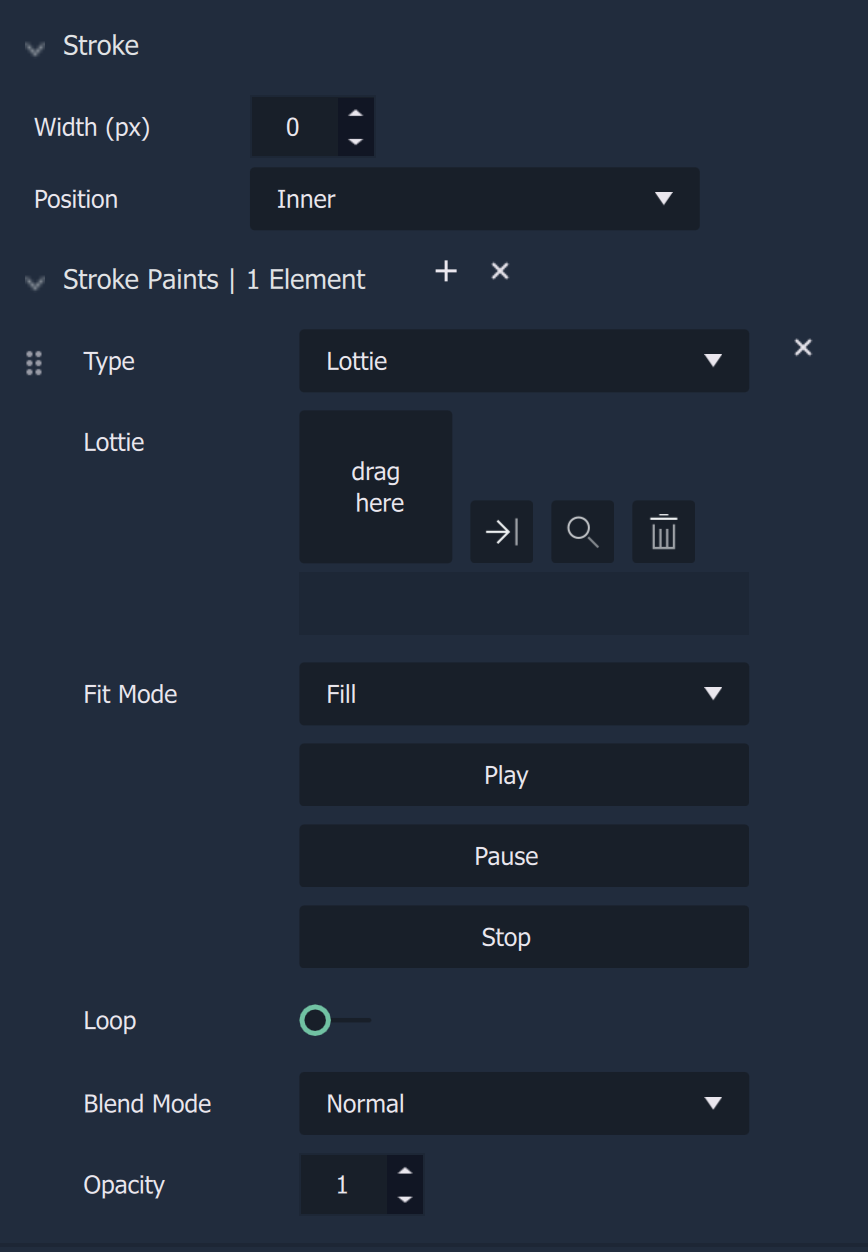 Stroke
Width (px) 0
Position Inner
Stroke Paints | 1 Element
Type Lottie
Lottie
drag
here
Fit Mode Fill
Play
Pause
Stop
Loop
Blend Mode Normal
Opacity 1